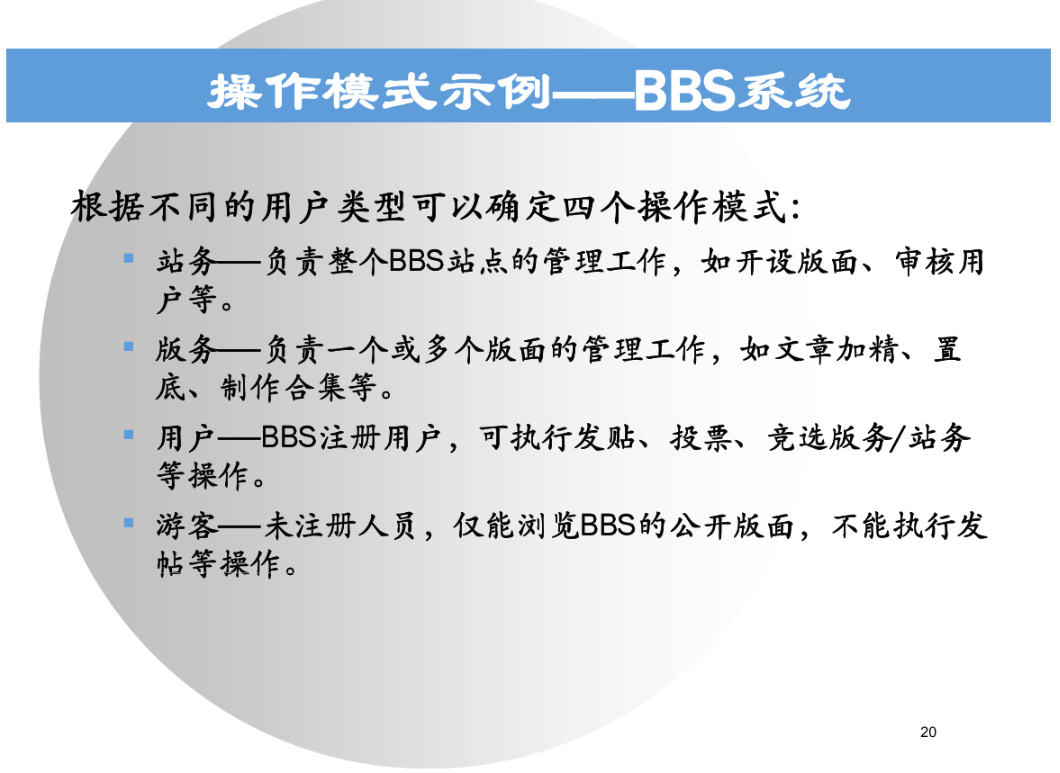 操作模式示例——BBS系统
根据不同的用户类型可以确定四个操作模式：
▪ 站务——负责整个BBS站点的管理工作，如开设版面、审核用
户等。
▪ 版务——负责一个或多个版面的管理工作，如文章加精、置
底、制作合集等。
▪ 用户——BBS注册用户，可执行发贴、投票、竞选版务/站务
等操作。
▪ 游客——未注册人员，仅能浏览BBS的公开版面，不能执行发
帖等操作。
20